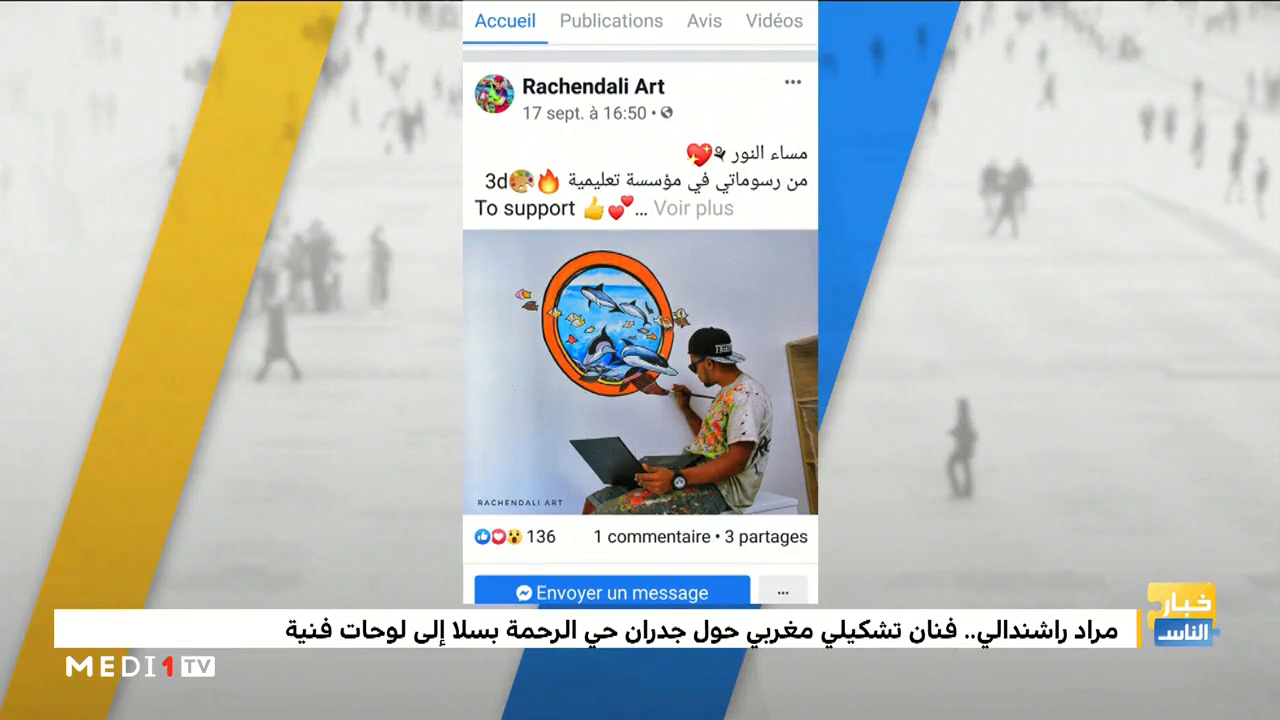 Accueil Publications Avis Vidéos
Rachendali Art
17 sept. à 16:50
مساء النور
من رسوماتي في مؤسسة تعليمية 3d
To support ... Voir plus
TIGER
RACHENDALI ART
136 1 commentaire • 3 partages
Envoyer un message
خبار
الناس
مراد راشندالي.. فنان تشكيلي مغربي حول جدران حي الرحمة بسلا إلى لوحات فنية
MEDI1TV